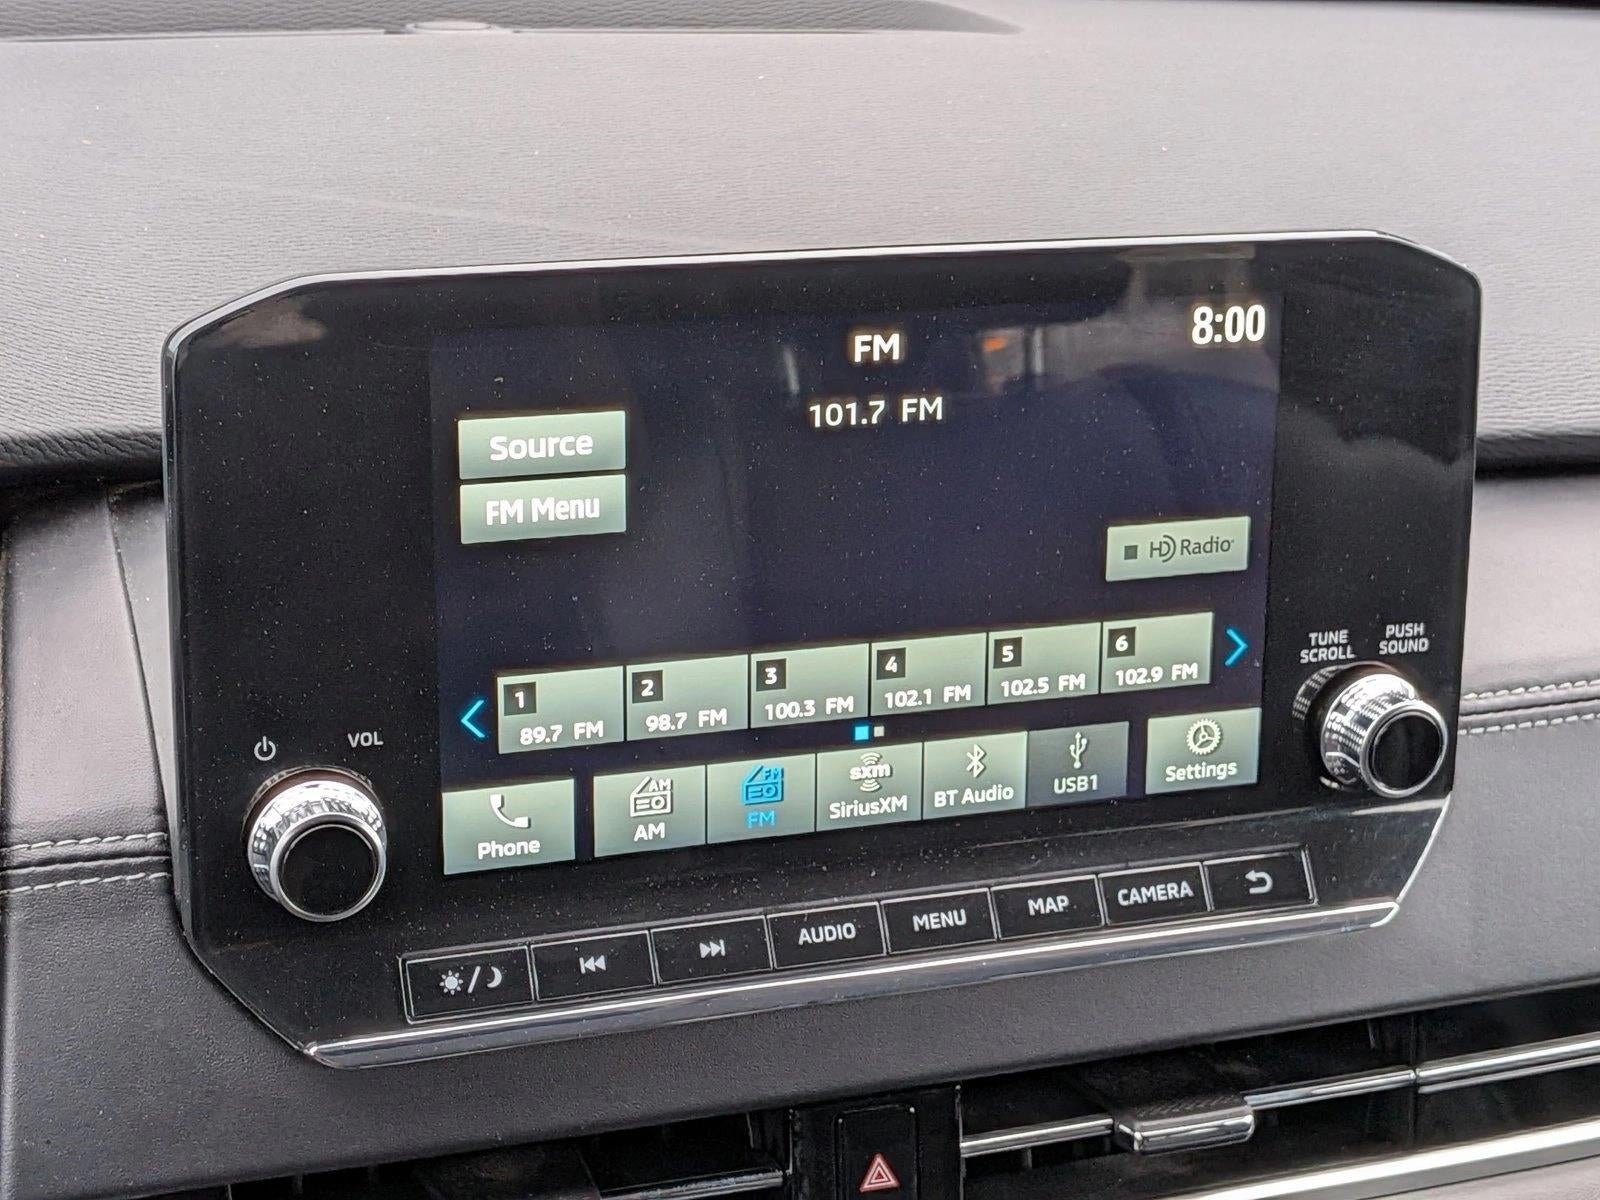 8:00
FM
101.7 FM
Source
FM Menu
HD Radio
1
89.7 FM
2
98.7 FM
3
100.3 FM
4
102.1 FM
5
102.5 FM
6
102.9 FM
TUNE
SCROLL
PUSH
SOUND
VOL
Phone
AM
AM
FM
FM
sxm
SiriusXM
BT Audio
USB1
Settings
AUDIO
MENU
MAP
CAMERA